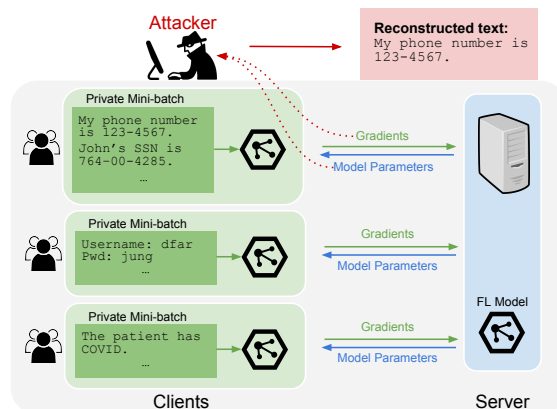 Attacker
Reconstructed text:
My phone number is
123-4567.
Private Mini-batch
My phone number
is 123-4567.
John's SSN is
764-00-4285.
…
Gradients
Model Parameters
Private Mini-batch
Username: dfar
Pwd: jung
…
Gradients
Model Parameters
Private Mini-batch
The patient has
COVID.
…
Gradients
Model Parameters
FL Model
Clients
Server